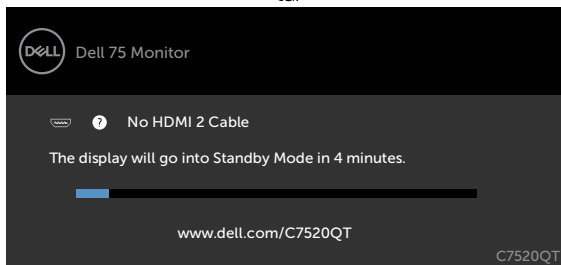 DELL Dell 75 Monitor
? No HDMI 2 Cable
The display will go into Standby Mode in 4 minutes.
www.dell.com/C7520QT
C7520QT